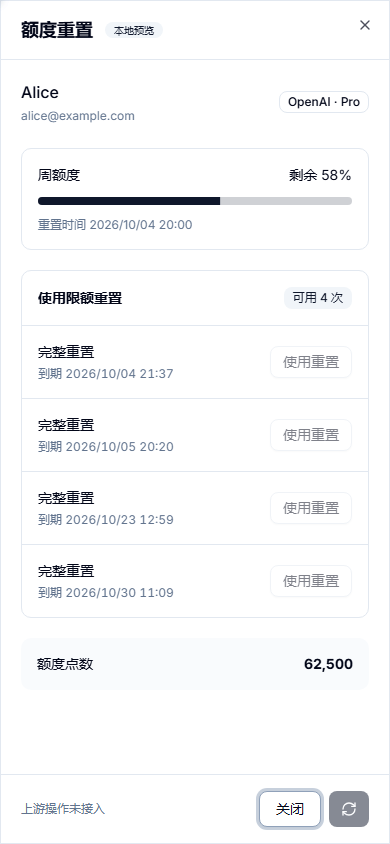 额度重置
本地预览
Alice
alice@example.com
OpenAI · Pro
周额度
剩余 58%
重置时间 2026/10/04 20:00
使用限额重置
可用 4 次
完整重置
到期 2026/10/04 21:37
使用重置
完整重置
到期 2026/10/05 20:20
使用重置
完整重置
到期 2026/10/23 12:59
使用重置
完整重置
到期 2026/10/30 11:09
使用重置
额度点数
62,500
上游操作未接入
关闭